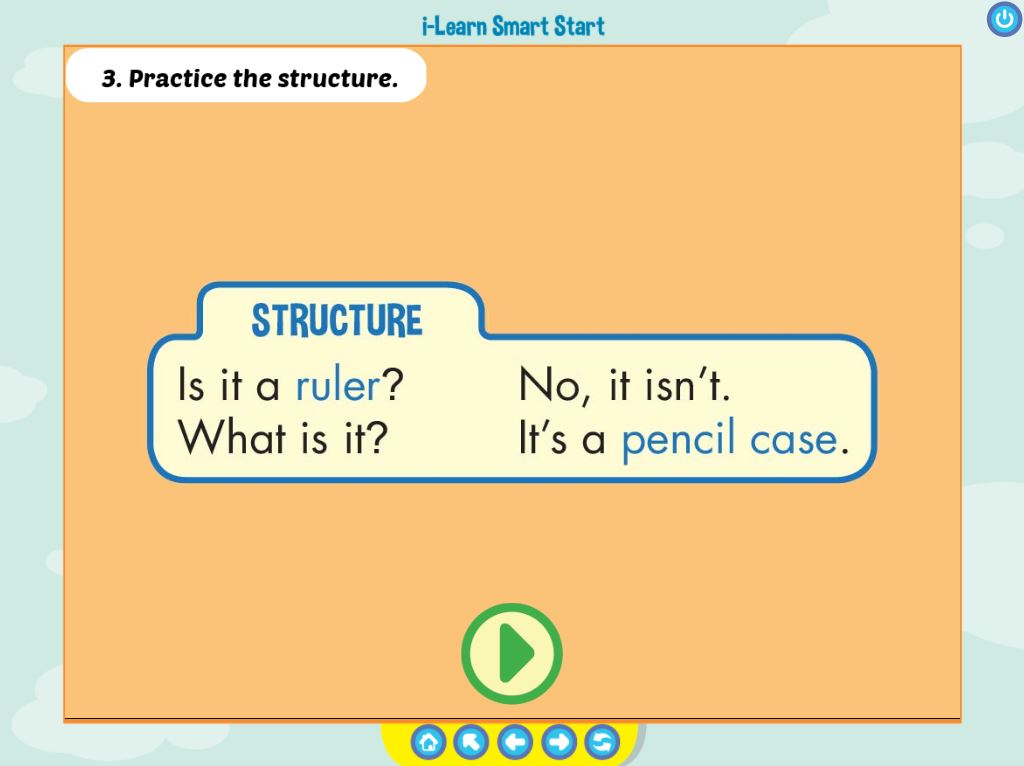 i-Learn Smart Start
3. Practice the structure.
STRUCTURE
Is it a ruler? No, it isn't.
What is it? It's a pencil case.